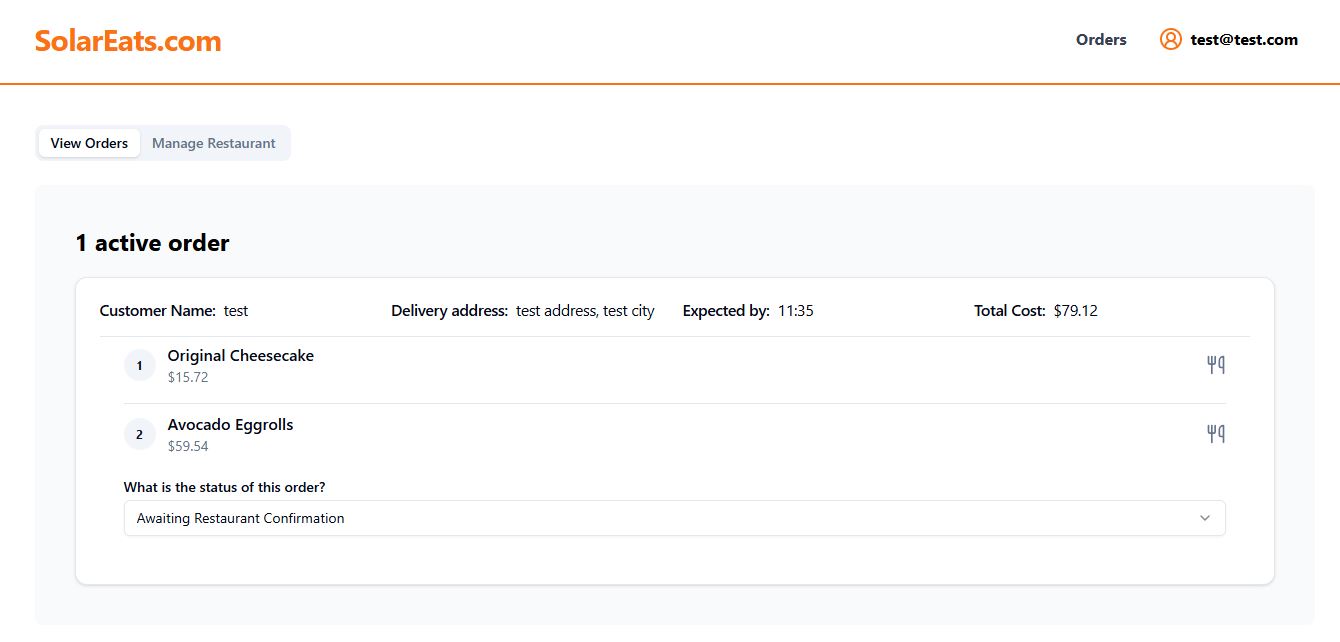 SolarEats.com
Orders
test@test.com
View Orders
Manage Restaurant
1 active order
Customer Name: test
Delivery address: test address, test city
Expected by: 11:35
Total Cost: $79.12
1
Original Cheesecake
$15.72
2
Avocado Eggrolls
$59.54
What is the status of this order?
Awaiting Restaurant Confirmation